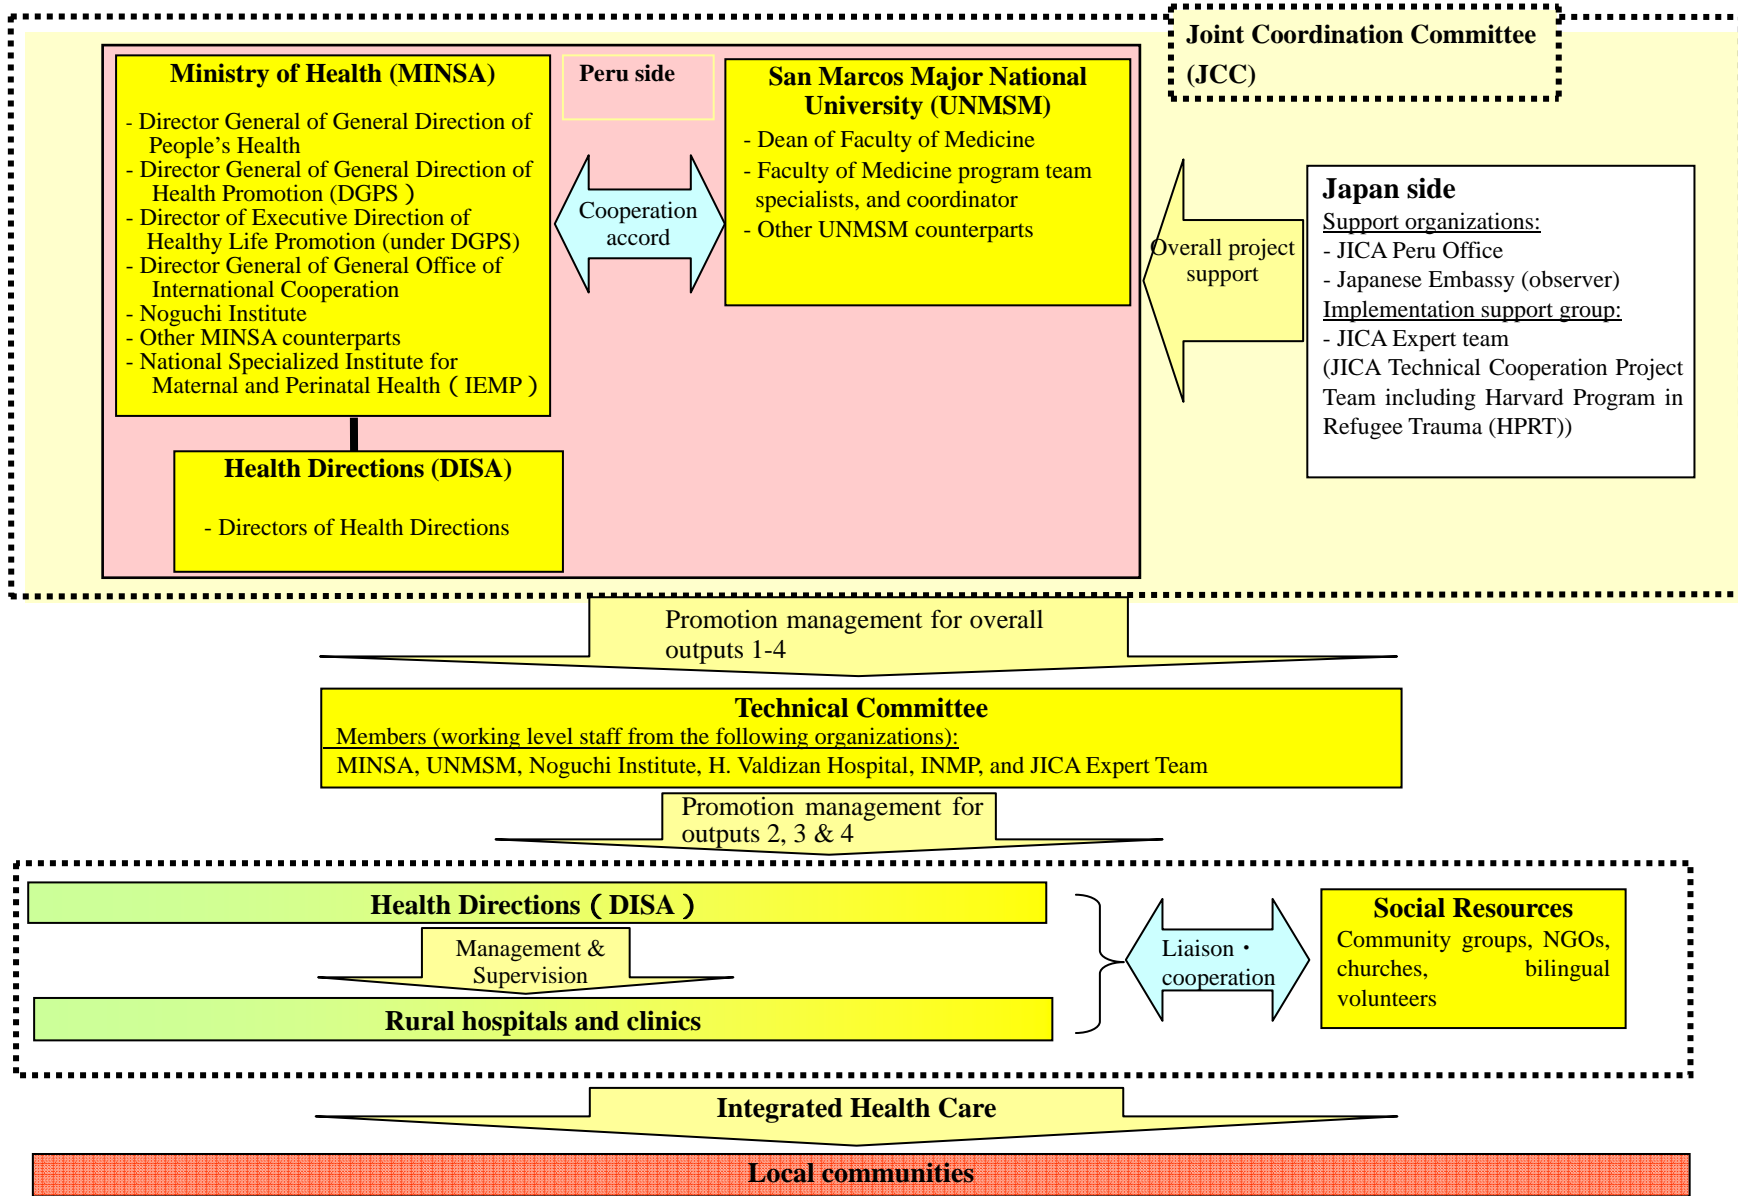 Joint Coordination Committee
(JCC)
Ministry of Health (MINSA)
- Director General of General Direction of
People's Health
- Director General of General Direction of
Health Promotion (DGPS）
- Director of Executive Direction of
Healthy Life Promotion (under DGPS)
- Director General of General Office of
International Cooperation
- Noguchi Institute
- Other MINSA counterparts
- National Specialized Institute for
Maternal and Perinatal Health（IEMP）
Peru side
Cooperation
accord
San Marcos Major National
University (UNMSM)
- Dean of Faculty of Medicine
- Faculty of Medicine program team
specialists, and coordinator
- Other UNMSM counterparts
Overall project
support
Japan side
Support organizations:
- JICA Peru Office
- Japanese Embassy (observer)
Implementation support group:
- JICA Expert team
(JICA Technical Cooperation Project
Team including Harvard Program in
Refugee Trauma (HPRT))
Health Directions (DISA)
- Directors of Health Directions
Promotion management for overall
outputs 1-4
Technical Committee
Members (working level staff from the following organizations):
MINSA, UNMSM, Noguchi Institute, H. Valdizan Hospital, INMP, and JICA Expert Team
Promotion management for
outputs 2, 3 & 4
Health Directions（DISA）
Management &
Supervision
Rural hospitals and clinics
Liaison・
cooperation
Social Resources
Community groups, NGOs,
churches, bilingual
volunteers
Integrated Health Care
Local communities